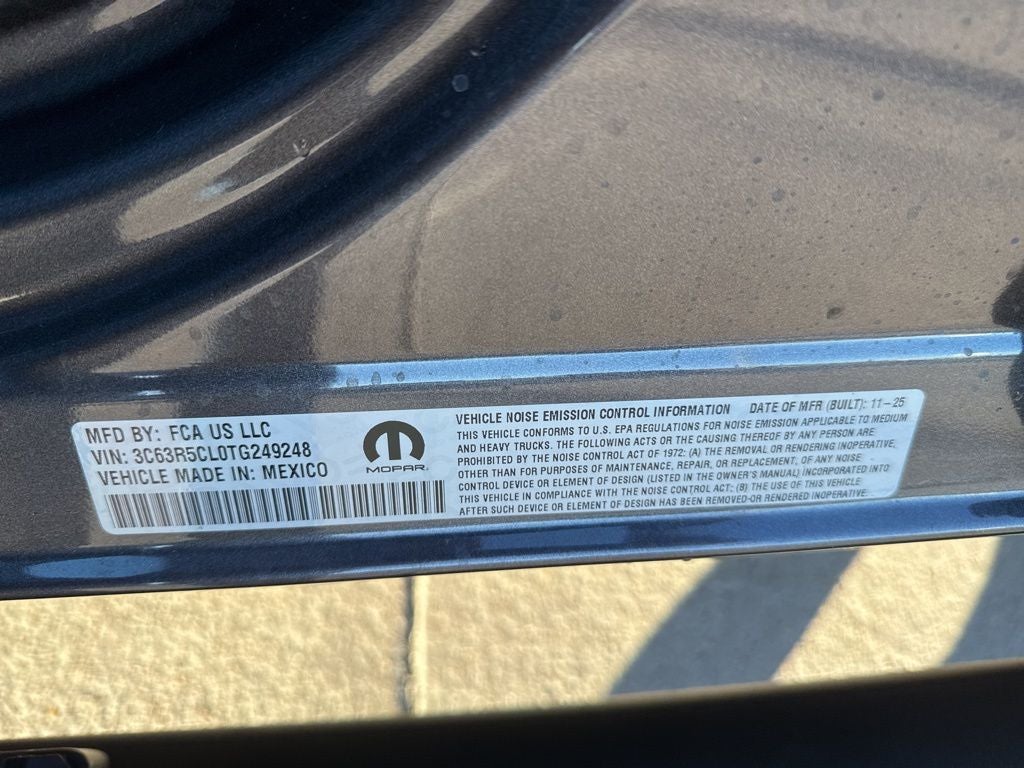 MFD BY: FCA US LLC
VIN: 3C63R5CL0TG249248
VEHICLE MADE IN: MEXICO
MOPAR
VEHICLE NOISE EMISSION CONTROL INFORMATION DATE OF MFR (BUILT): 11-25
THIS VEHICLE CONFORMS TO U.S. EPA REGULATIONS FOR NOISE EMISSION APPLICABLE TO MEDIUM
AND HEAVY TRUCKS. THE FOLLOWING ACTS OR THE CAUSING THEREOF BY ANY PERSON ARE
PROHIBITED BY THE NOISE CONTROL ACT OF 1972: (A) THE REMOVAL OR RENDERING INOPERATIVE,
OTHER THAN FOR PURPOSES OF MAINTENANCE, REPAIR, OR REPLACEMENT, OF ANY NOISE
CONTROL DEVICE OR ELEMENT OF DESIGN (LISTED IN THE OWNER'S MANUAL) INCORPORATED INTO
THIS VEHICLE IN COMPLIANCE WITH THE NOISE CONTROL ACT; (B) THE USE OF THIS VEHICLE
AFTER SUCH DEVICE OR ELEMENT OF DESIGN HAS BEEN REMOVED OR RENDERED INOPERATIVE.